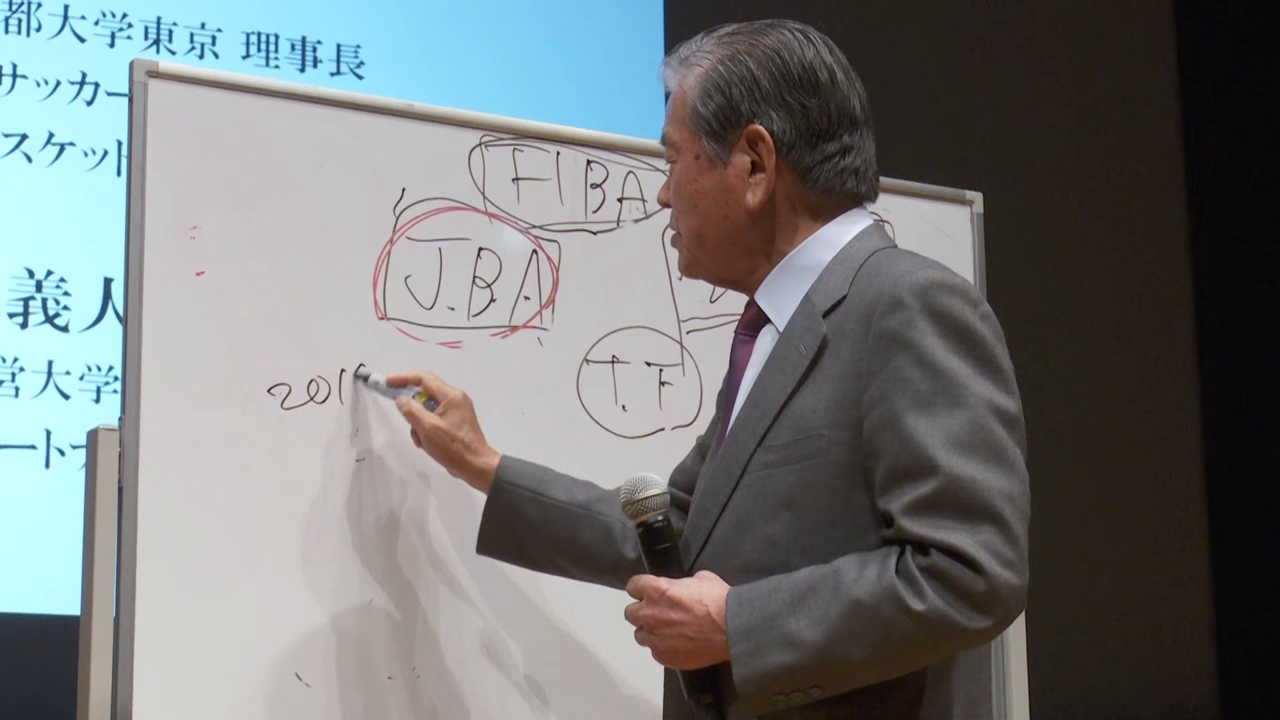 都大学東京 理事長
サッカー
スケット
義人
営大学
ート
FIBA
J.B.A
T.F
201